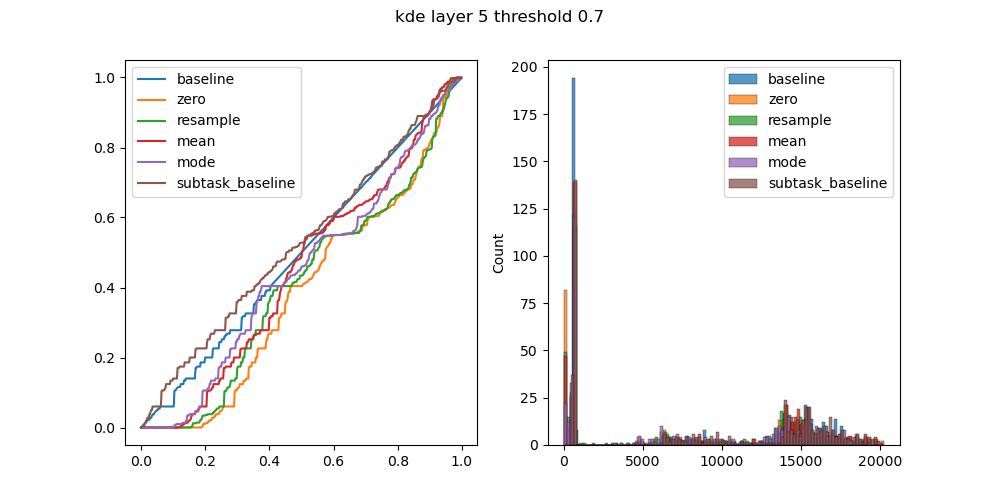 kde layer 5 threshold 0.7
1.0
0.8
0.6
0.4
0.2
0.0
0.0
0.2
0.4
0.6
0.8
1.0
baseline
zero
resample
mean
mode
subtask_baseline
Count
200
175
150
125
100
75
50
25
0
0
5000
10000
15000
20000
baseline
zero
resample
mean
mode
subtask_baseline